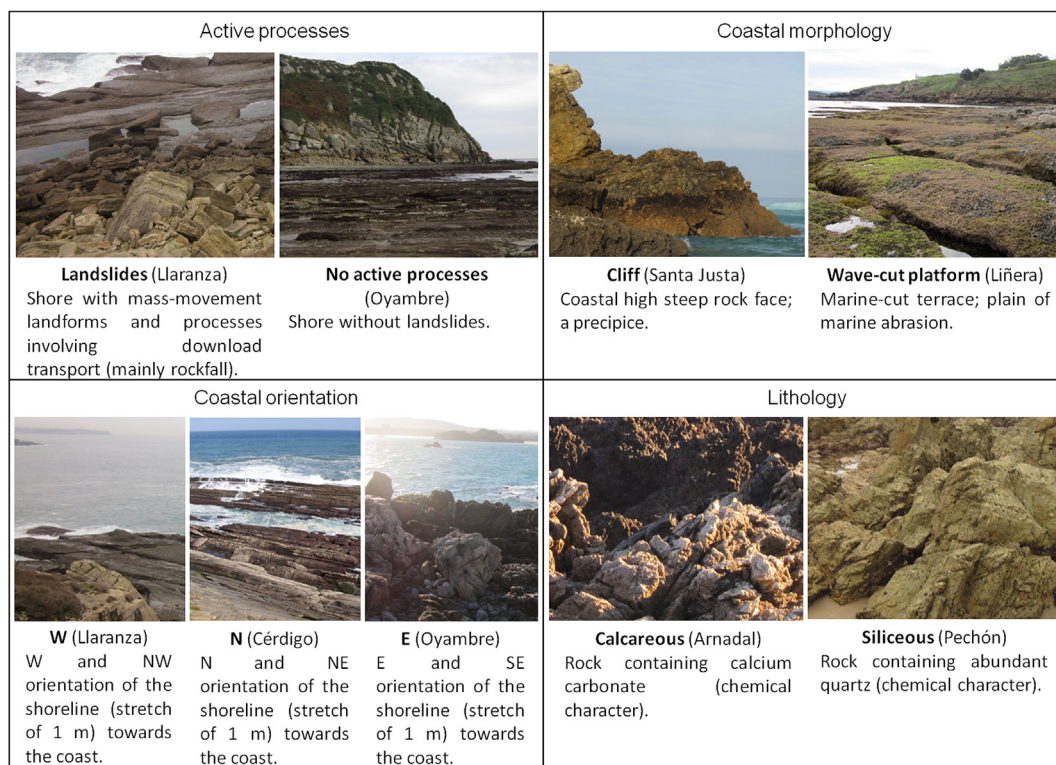 Active processes
Landslides (Llaranza)
Shore with mass-movement
landforms and processes
involving download
transport (mainly rockfall).
No active processes
(Oyambre)
Shore without landslides.
Coastal morphology
Cliff (Santa Justa)
Coastal high steep rock face;
a precipice.
Wave-cut platform (Liñera)
Marine-cut terrace; plain of
marine abrasion.
Coastal orientation
W (Llaranza)
W and NW
orientation of the
shoreline (stretch
of 1 m) towards
the coast.
N (Cérdigo)
N and NE
orientation of the
shoreline (stretch
of 1 m) towards
the coast.
E (Oyambre)
E and SE
orientation of the
shoreline (stretch
of 1 m) towards
the coast.
Lithology
Calcareous (Arnadal)
Rock containing calcium
carbonate (chemical
character).
Siliceous (Pechón)
Rock containing abundant
quartz (chemical character).